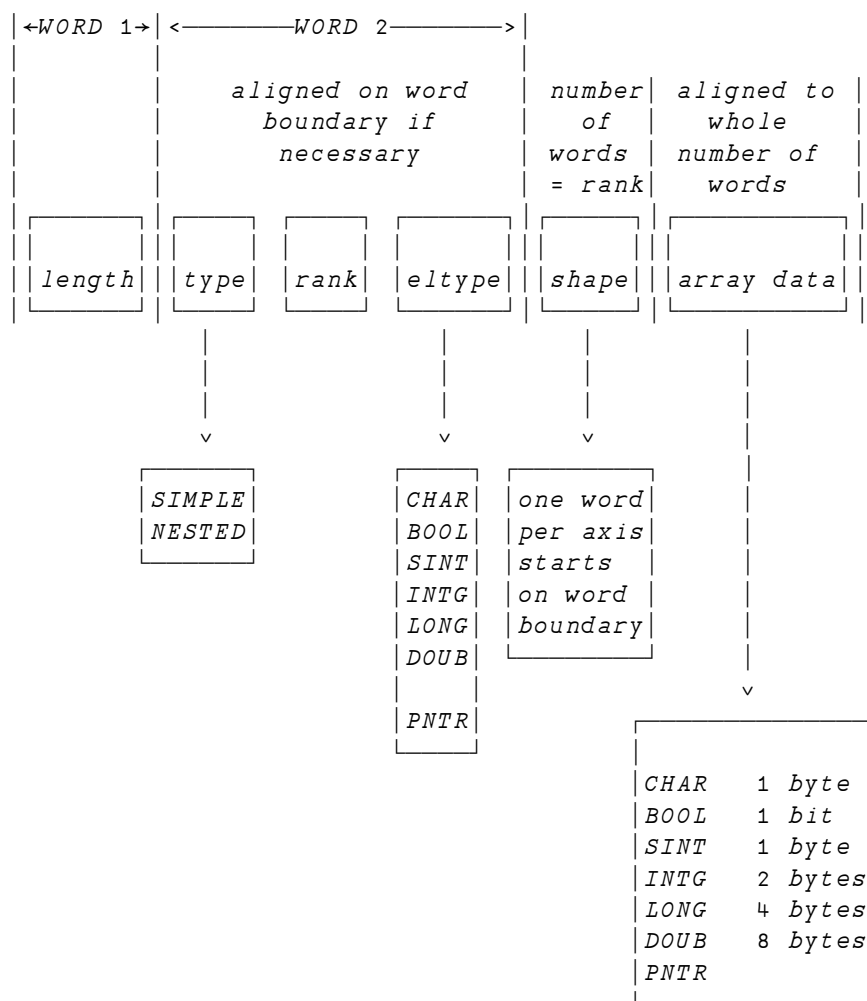 ←WORD 1→ <———WORD 2———>
aligned on word number aligned to
boundary if of whole
necessary words number of
= rank words
length type rank eltype shape array data
SIMPLE CHAR one word
NESTED BOOL per axis
SINT starts
INTG on word
LONG boundary
DOUB
PNTR
CHAR 1 byte
BOOL 1 bit
SINT 1 byte
INTG 2 bytes
LONG 4 bytes
DOUB 8 bytes
PNTR